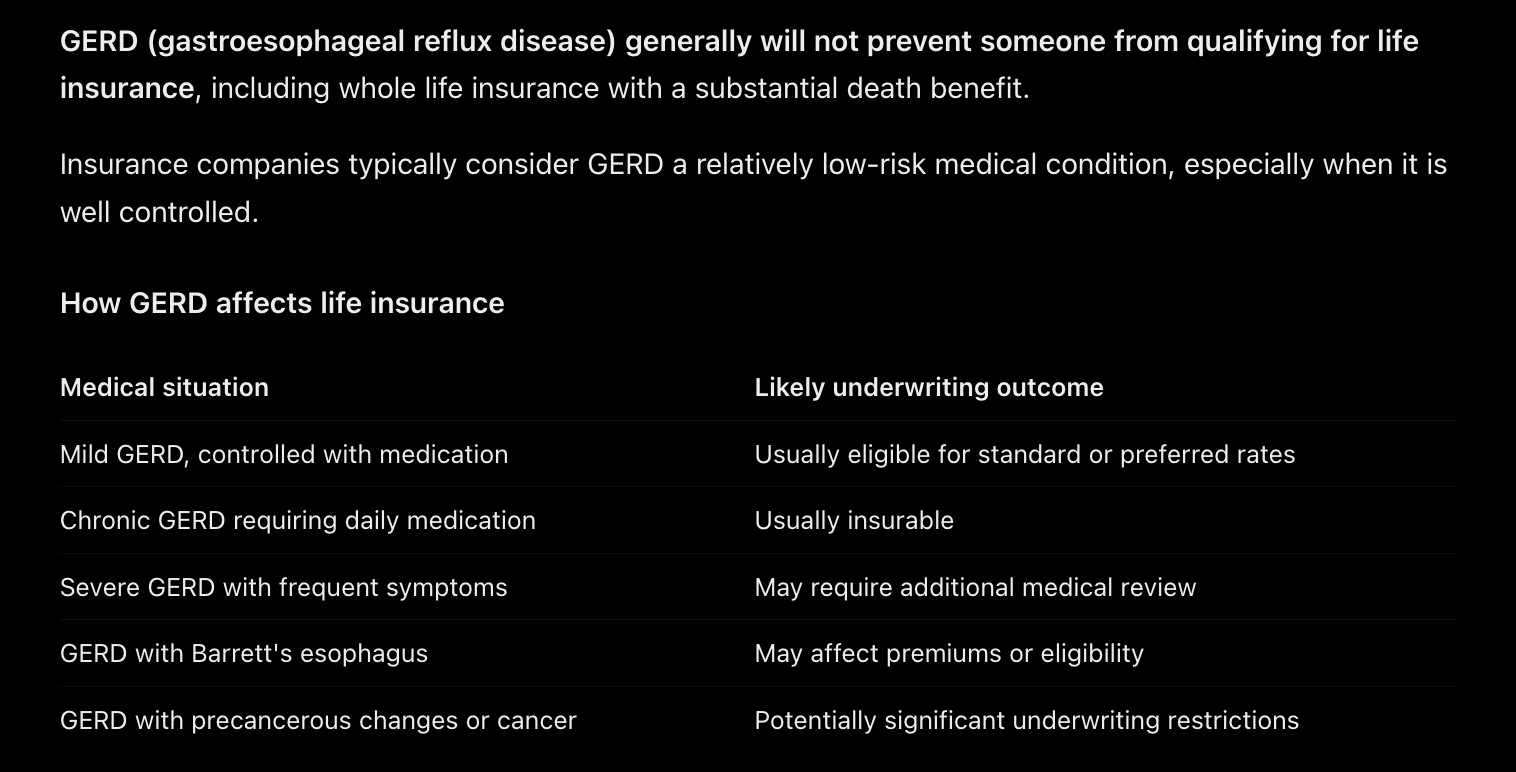 GERD (gastroesophageal reflux disease) generally will not prevent someone from qualifying for life
insurance, including whole life insurance with a substantial death benefit.
Insurance companies typically consider GERD a relatively low-risk medical condition, especially when it is
well controlled.
How GERD affects life insurance
Medical situation Likely underwriting outcome
Mild GERD, controlled with medication Usually eligible for standard or preferred rates
Chronic GERD requiring daily medication Usually insurable
Severe GERD with frequent symptoms May require additional medical review
GERD with Barrett's esophagus May affect premiums or eligibility
GERD with precancerous changes or cancer Potentially significant underwriting restrictions